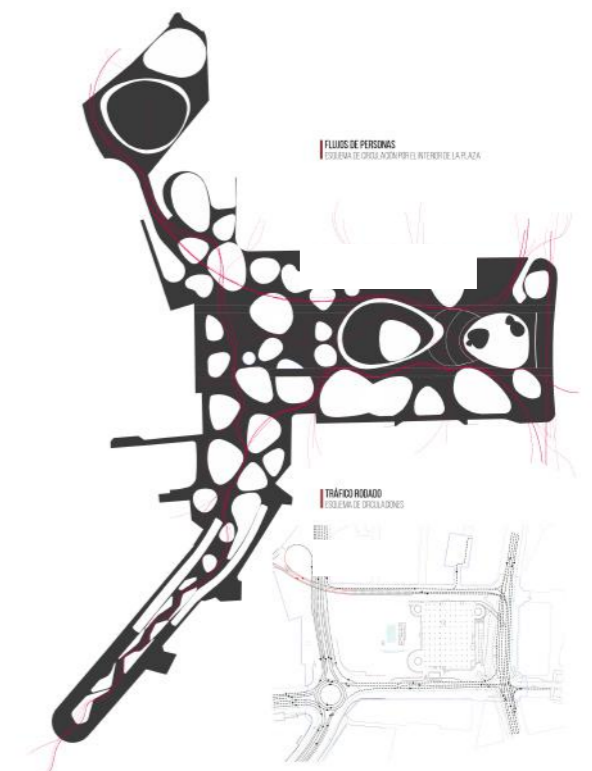 FLUJOS DE PERSONAS
ESQUEMA DE CIRCULACIÓN POR EL INTERIOR DE LA PLAZA
TRÁFICO RODADO
ESQUEMA DE CIRCULACIONES